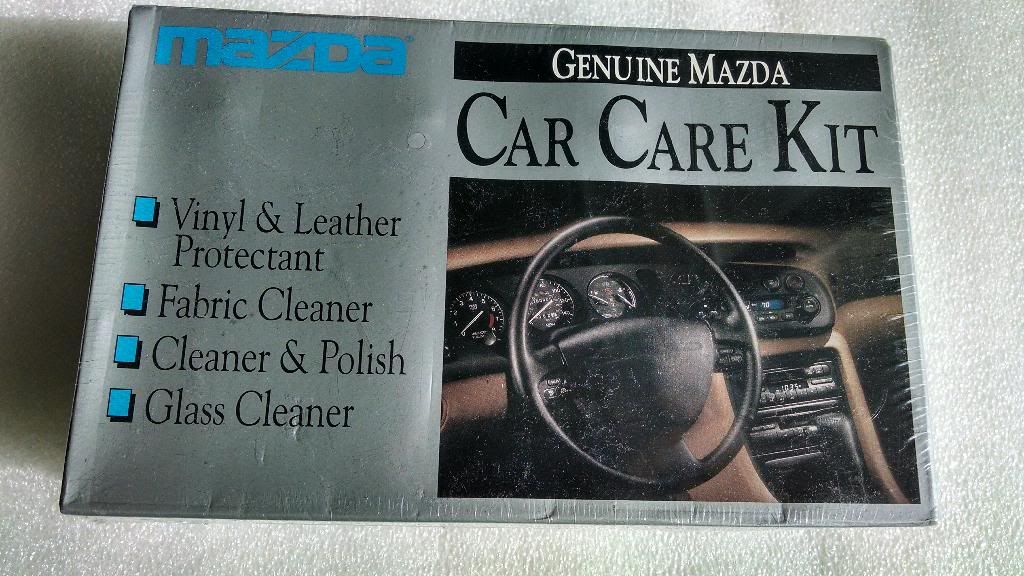 mazda
GENUINE MAZDA
CAR CARE KIT
Vinyl & Leather
Protectant
Fabric Cleaner
Cleaner & Polish
Glass Cleaner